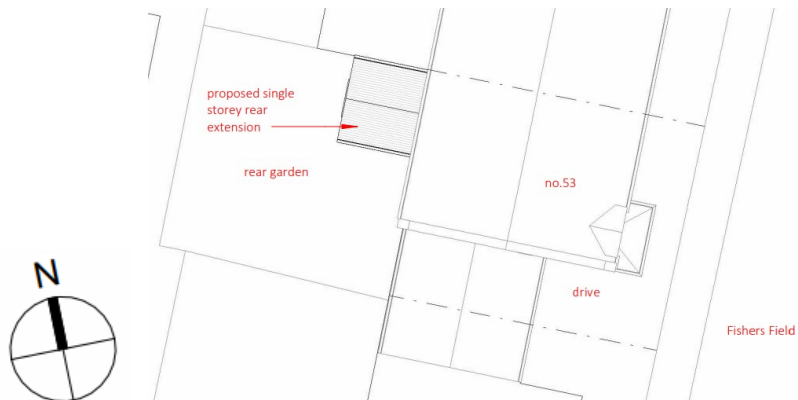 proposed single
storey rear
extension
rear garden
no.53
drive
Fishers Field
N